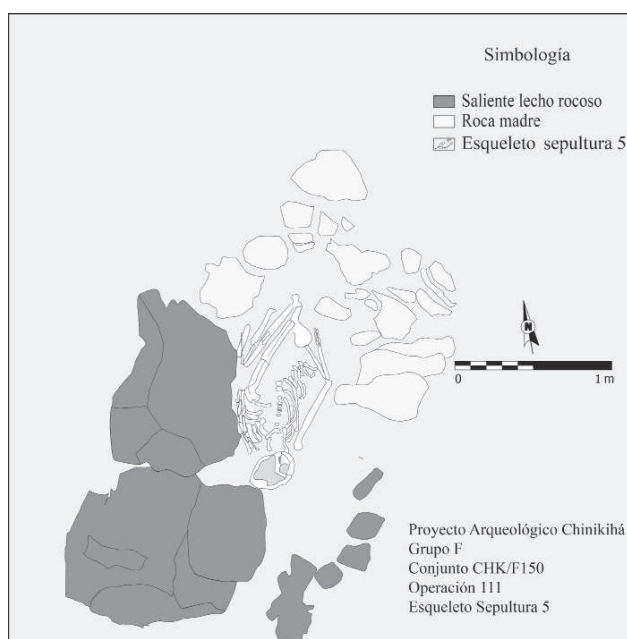 Simbología
Saliente lecho rocoso
Roca madre
Esqueleto sepultura 5
N
0 1 m
Proyecto Arqueológico Chinikihá
Grupo F
Conjunto CHK/F150
Operación 111
Esqueleto Sepultura 5